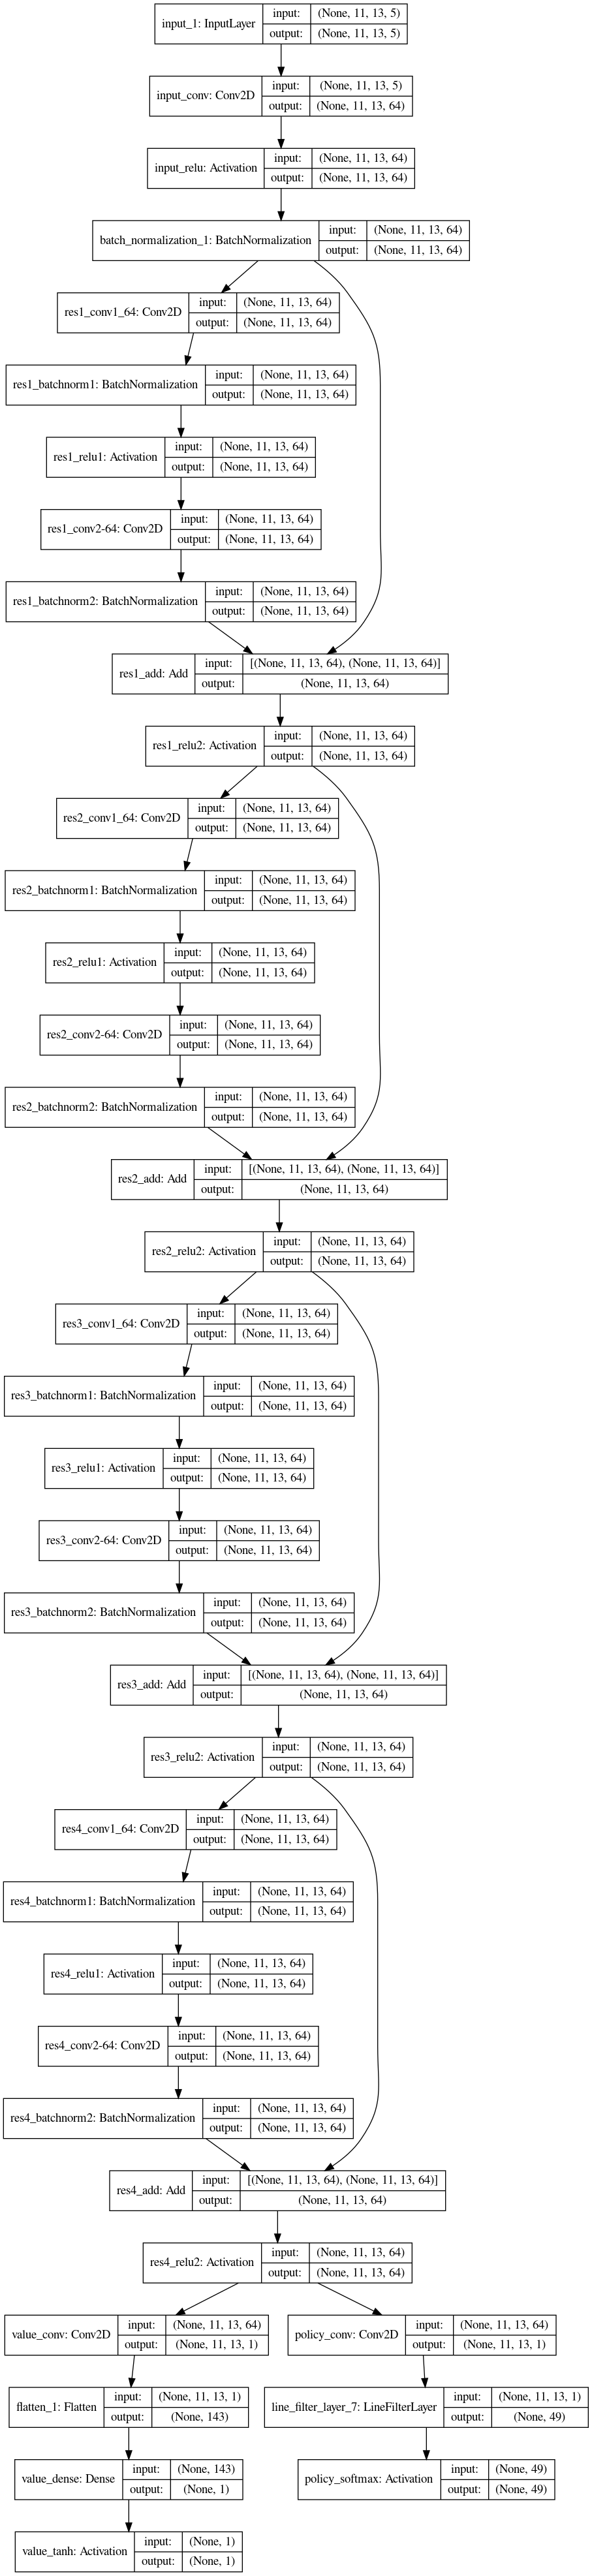 input_1: InputLayer
input: (None, 11, 13, 5)
output: (None, 11, 13, 5)
input_conv: Conv2D
input: (None, 11, 13, 5)
output: (None, 11, 13, 64)
input_relu: Activation
input: (None, 11, 13, 64)
output: (None, 11, 13, 64)
batch_normalization_1: BatchNormalization
input: (None, 11, 13, 64)
output: (None, 11, 13, 64)
res1_conv1_64: Conv2D
input: (None, 11, 13, 64)
output: (None, 11, 13, 64)
res1_batchnorm1: BatchNormalization
input: (None, 11, 13, 64)
output: (None, 11, 13, 64)
res1_relu1: Activation
input: (None, 11, 13, 64)
output: (None, 11, 13, 64)
res1_conv2-64: Conv2D
input: (None, 11, 13, 64)
output: (None, 11, 13, 64)
res1_batchnorm2: BatchNormalization
input: (None, 11, 13, 64)
output: (None, 11, 13, 64)
res1_add: Add
input: [(None, 11, 13, 64), (None, 11, 13, 64)]
output: (None, 11, 13, 64)
res1_relu2: Activation
input: (None, 11, 13, 64)
output: (None, 11, 13, 64)
res2_conv1_64: Conv2D
input: (None, 11, 13, 64)
output: (None, 11, 13, 64)
res2_batchnorm1: BatchNormalization
input: (None, 11, 13, 64)
output: (None, 11, 13, 64)
res2_relu1: Activation
input: (None, 11, 13, 64)
output: (None, 11, 13, 64)
res2_conv2-64: Conv2D
input: (None, 11, 13, 64)
output: (None, 11, 13, 64)
res2_batchnorm2: BatchNormalization
input: (None, 11, 13, 64)
output: (None, 11, 13, 64)
res2_add: Add
input: [(None, 11, 13, 64), (None, 11, 13, 64)]
output: (None, 11, 13, 64)
res2_relu2: Activation
input: (None, 11, 13, 64)
output: (None, 11, 13, 64)
res3_conv1_64: Conv2D
input: (None, 11, 13, 64)
output: (None, 11, 13, 64)
res3_batchnorm1: BatchNormalization
input: (None, 11, 13, 64)
output: (None, 11, 13, 64)
res3_relu1: Activation
input: (None, 11, 13, 64)
output: (None, 11, 13, 64)
res3_conv2-64: Conv2D
input: (None, 11, 13, 64)
output: (None, 11, 13, 64)
res3_batchnorm2: BatchNormalization
input: (None, 11, 13, 64)
output: (None, 11, 13, 64)
res3_add: Add
input: [(None, 11, 13, 64), (None, 11, 13, 64)]
output: (None, 11, 13, 64)
res3_relu2: Activation
input: (None, 11, 13, 64)
output: (None, 11, 13, 64)
res4_conv1_64: Conv2D
input: (None, 11, 13, 64)
output: (None, 11, 13, 64)
res4_batchnorm1: BatchNormalization
input: (None, 11, 13, 64)
output: (None, 11, 13, 64)
res4_relu1: Activation
input: (None, 11, 13, 64)
output: (None, 11, 13, 64)
res4_conv2-64: Conv2D
input: (None, 11, 13, 64)
output: (None, 11, 13, 64)
res4_batchnorm2: BatchNormalization
input: (None, 11, 13, 64)
output: (None, 11, 13, 64)
res4_add: Add
input: [(None, 11, 13, 64), (None, 11, 13, 64)]
output: (None, 11, 13, 64)
res4_relu2: Activation
input: (None, 11, 13, 64)
output: (None, 11, 13, 64)
value_conv: Conv2D
input: (None, 11, 13, 64)
output: (None, 11, 13, 1)
policy_conv: Conv2D
input: (None, 11, 13, 64)
output: (None, 11, 13, 1)
flatten_1: Flatten
input: (None, 11, 13, 1)
output: (None, 143)
line_filter_layer_7: LineFilterLayer
input: (None, 11, 13, 1)
output: (None, 49)
value_dense: Dense
input: (None, 143)
output: (None, 1)
policy_softmax: Activation
input: (None, 49)
output: (None, 49)
value_tanh: Activation
input: (None, 1)
output: (None, 1)